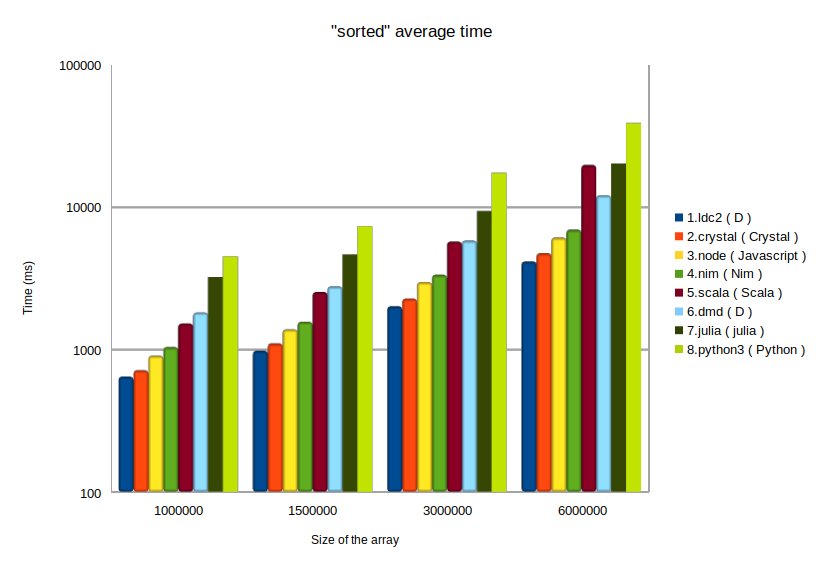 "sorted" average time
100000
10000
1000
100
Time (ms)
1000000 1500000 3000000 6000000
Size of the array
1.ldc2 ( D )
2.crystal ( Crystal )
3.node ( Javascript )
4.nim ( Nim )
5.scala ( Scala )
6.dmd ( D )
7.julia ( julia )
8.python3 ( Python )